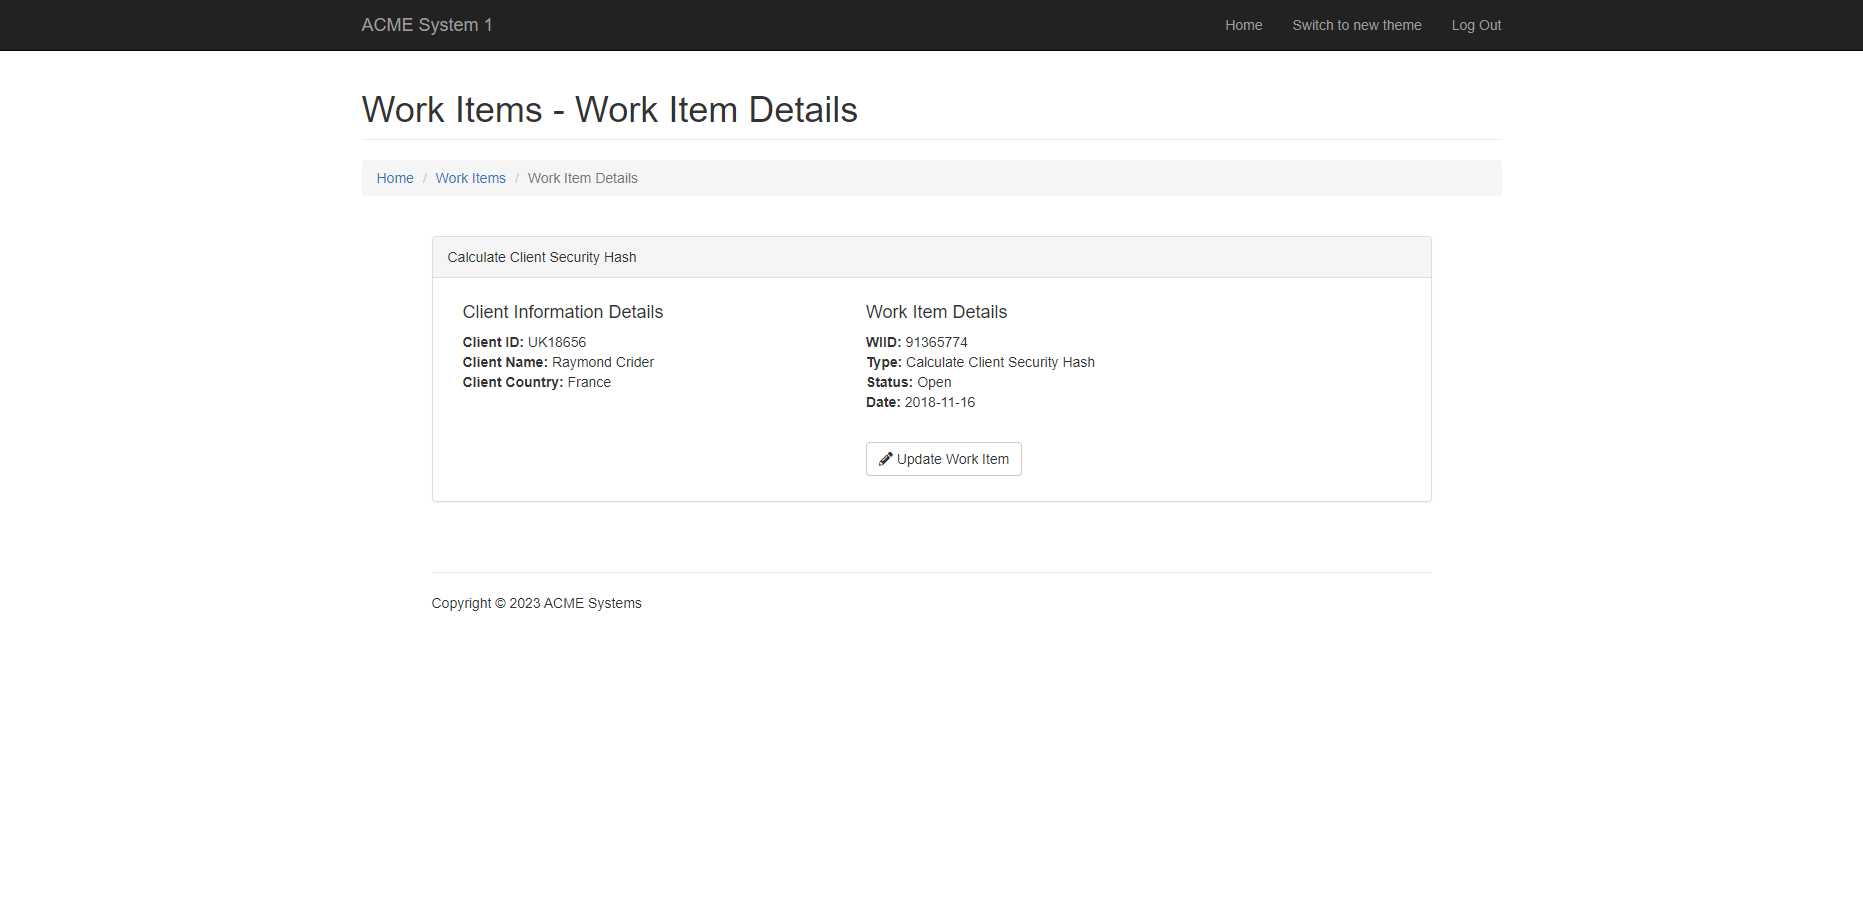 ACME System 1
Home
Switch to new theme
Log Out
Work Items - Work Item Details
Home / Work Items / Work Item Details
Calculate Client Security Hash
Client Information Details
Client ID: UK18656
Client Name: Raymond Crider
Client Country: France
Work Item Details
WIID: 91365774
Type: Calculate Client Security Hash
Status: Open
Date: 2018-11-16
Update Work Item
Copyright © 2023 ACME Systems